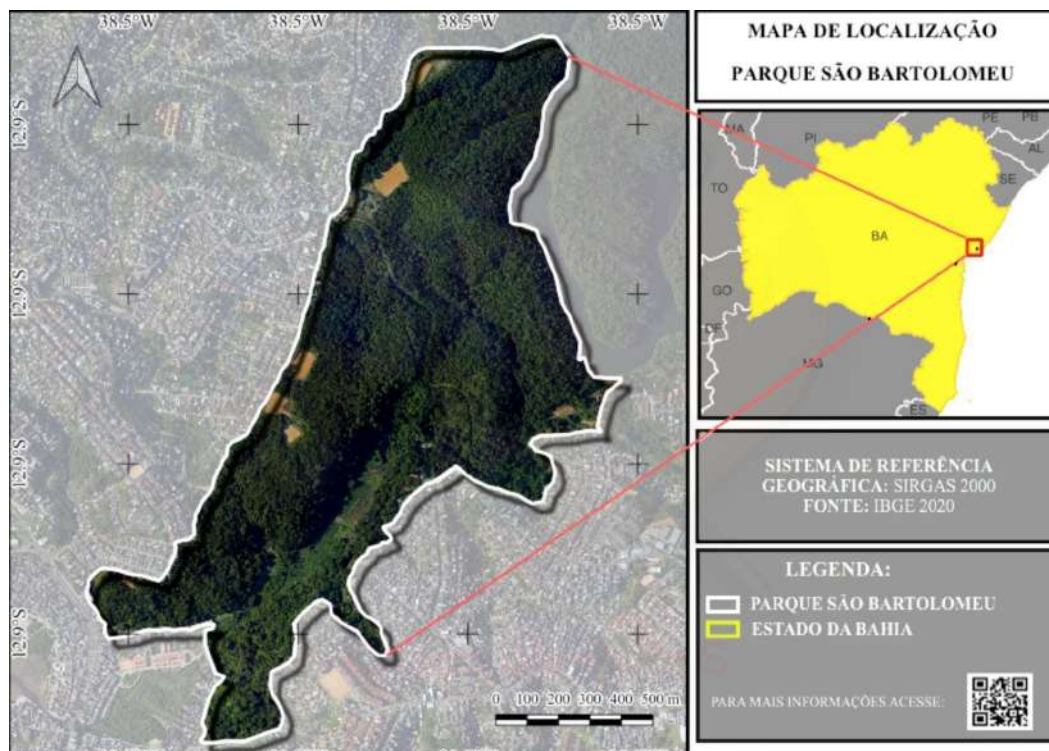 38.5°W
38.5°W
38.5°W
38.5°W
12.9°S
12.9°S
12.9°S
12.9°S
0 100 200 300 400 500 m
MAPA DE LOCALIZAÇÃO
PARQUE SÃO BARTOLOMEU
MA
PI
PE
PB
AL
SE
TO
BA
GO
DF
MG
ES
SISTEMA DE REFERÊNCIA
GEOGRÁFICA: SIRGAS 2000
FONTE: IBGE 2020
LEGENDA:
PARQUE SÃO BARTOLOMEU
ESTADO DA BAHIA
PARA MAIS INFORMAÇÕES ACESSE: